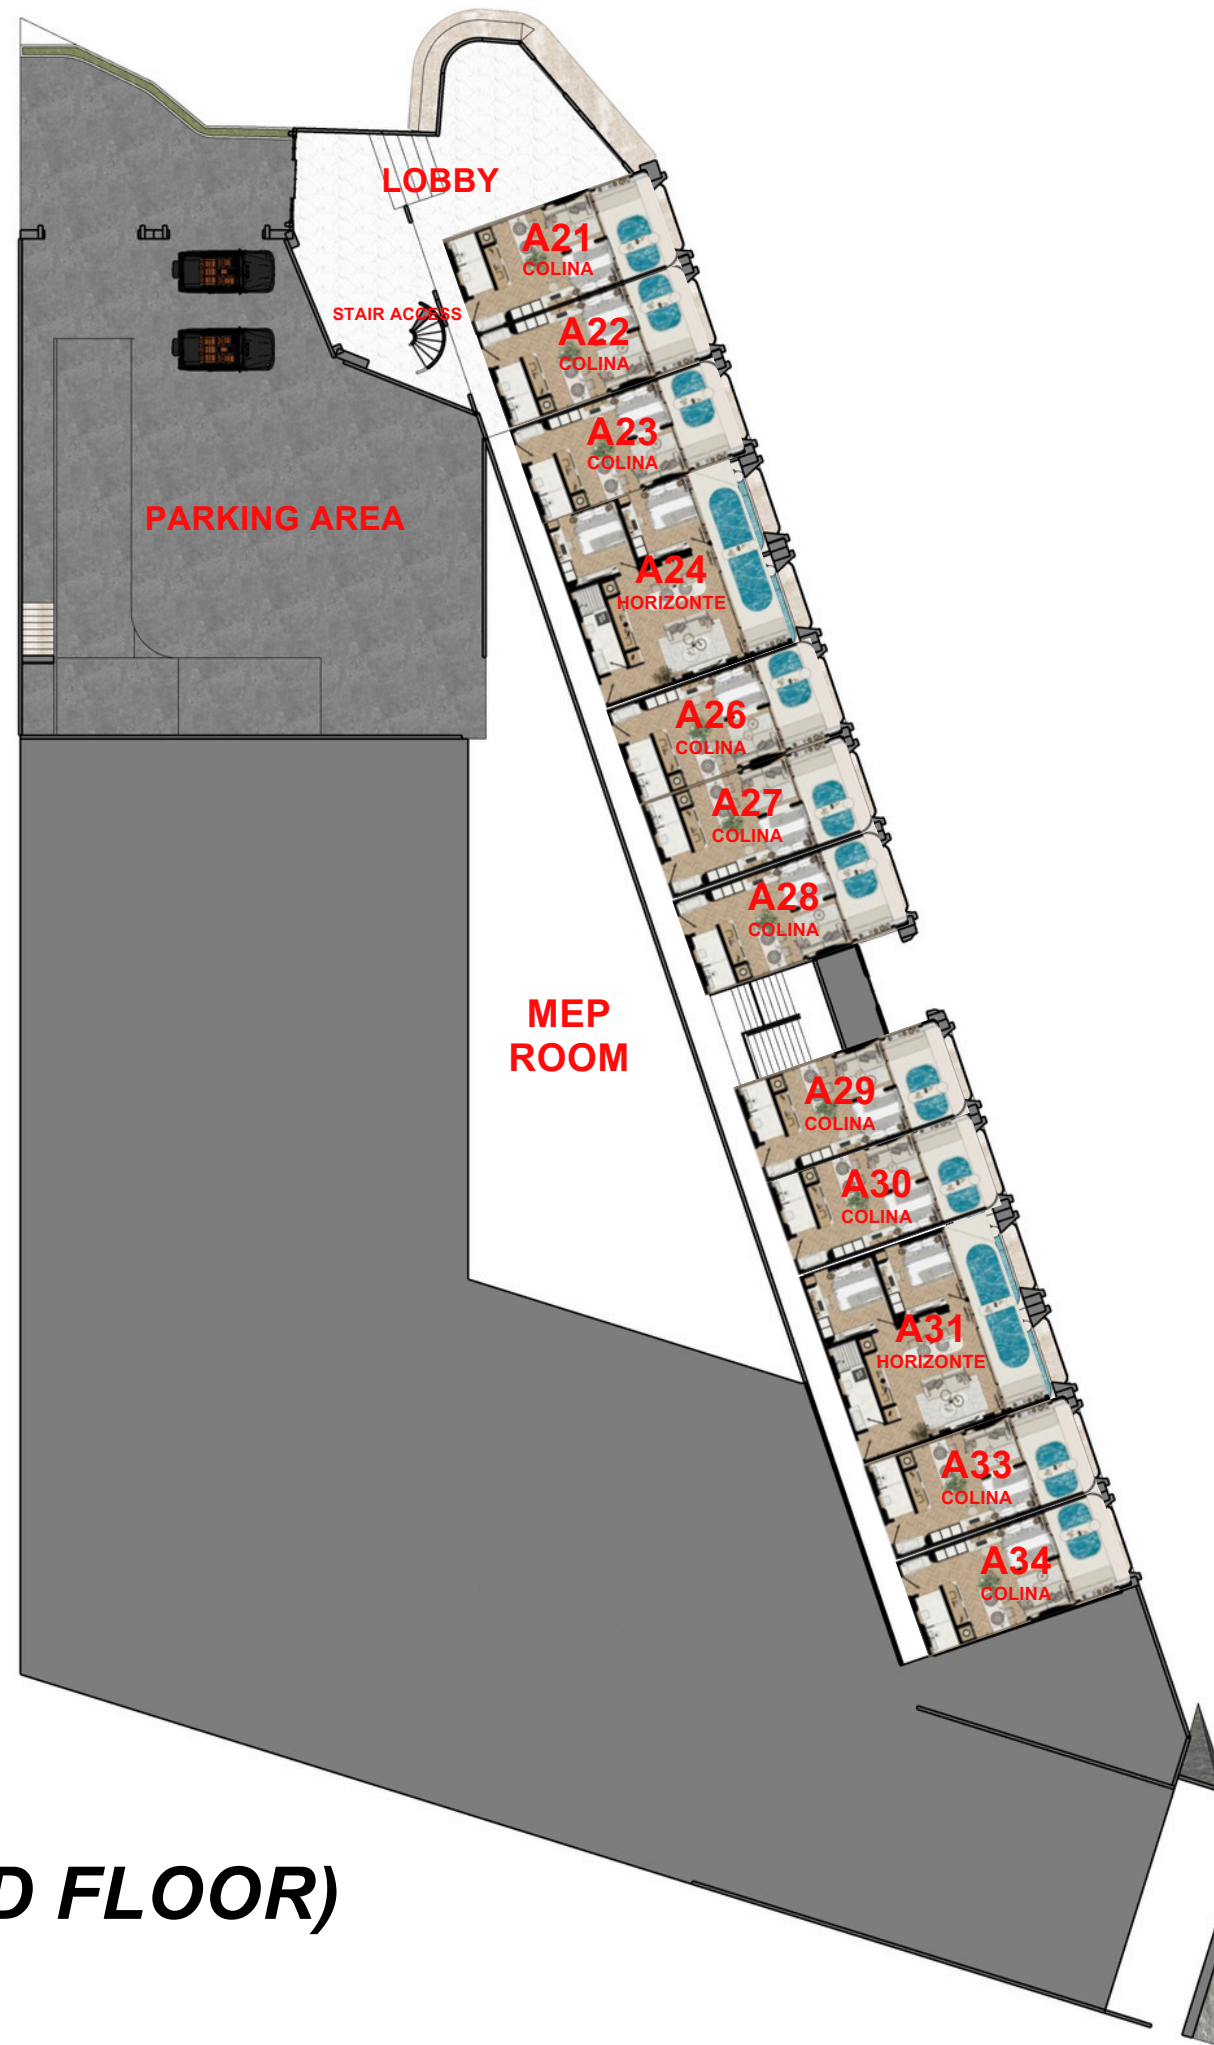 LOBBY
A21
COLINA
STAIR ACCESS
A22
COLINA
A23
COLINA
PARKING AREA
A24
HORIZONTE
A26
COLINA
A27
COLINA
A28
COLINA
MEP
ROOM
A29
COLINA
A30
COLINA
A31
HORIZONTE
A33
COLINA
A34
COLINA
D FLOOR)